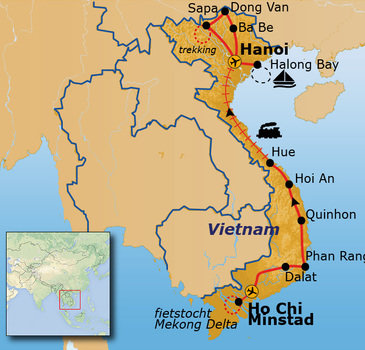 Sapa
Dong Van
Ba Be
trekking
Hanoi
Halong Bay
Hue
Hoi An
Vietnam
Quinhon
Phan Rang
Dalat
Ho Chi
Minstad
fietstocht
Mekong Delta